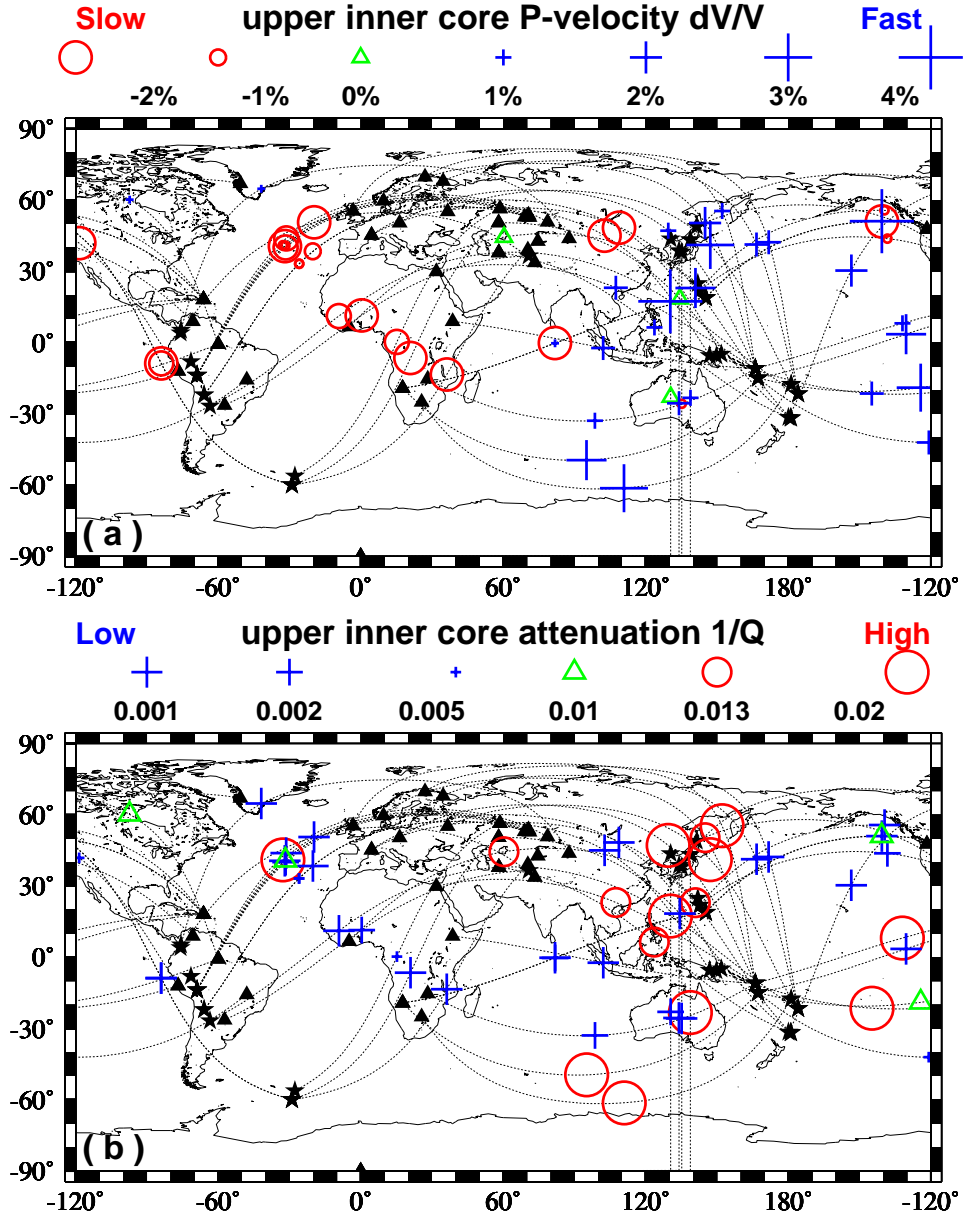 upper inner core P-velocity dV/V
Slow Fast
-2% -1% 0% 1% 2% 3% 4%
90°
60°
30°
0°
-30°
-60°
-90°
( a )
-120° -60° 0° 60° 120° 180° -120°
upper inner core attenuation 1/Q
Low High
0.001 0.002 0.005 0.01 0.013 0.02
90°
60°
30°
0°
-30°
-60°
-90°
( b )
-120° -60° 0° 60° 120° 180° -120°